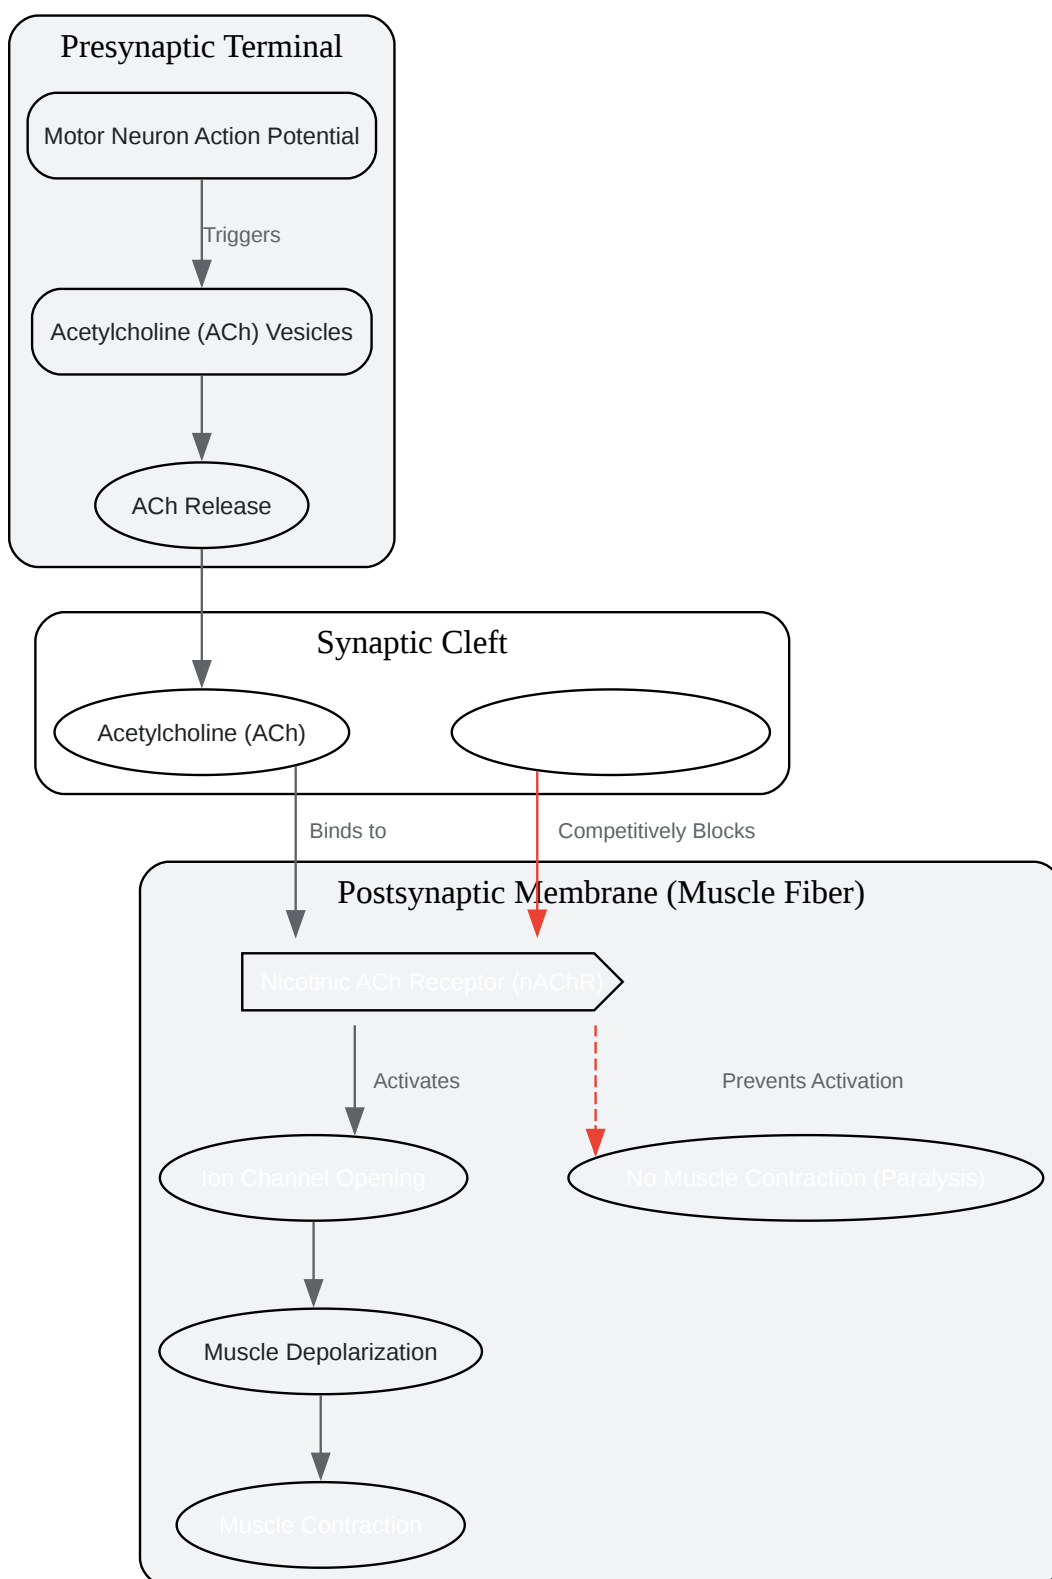 Presynaptic Terminal
Motor Neuron Action Potential
Triggers
Acetylcholine (ACh) Vesicles
ACh Release
Synaptic Cleft
Acetylcholine (ACh)
Binds to
Competitively Blocks
Postsynaptic Membrane (Muscle Fiber)
Nicotinic ACh Receptor (nAChR)
Activates
Prevents Activation
Ion Channel Opening
No Muscle Contraction (Paralysis)
Muscle Depolarization
Muscle Contraction